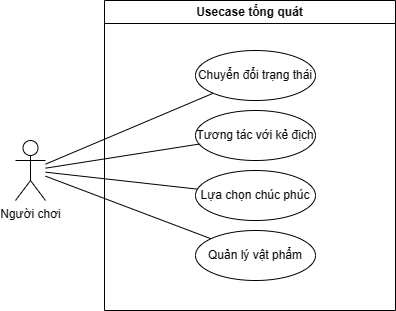 Usecase tổng quát
Chuyển đổi trạng thái
Tương tác với kẻ địch
Lựa chọn chúc phúc
Quản lý vật phẩm
Người chơi